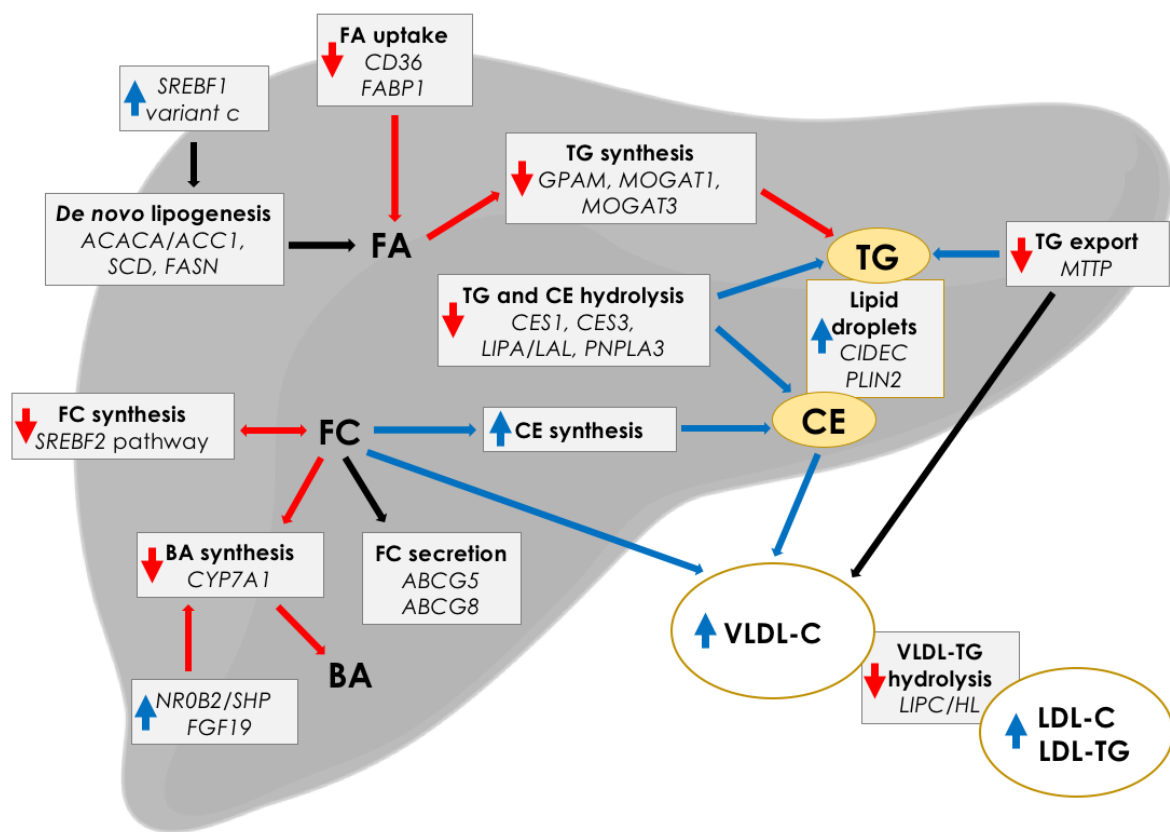 FA uptake
CD36
FABP1
SREBF1
variant c
TG synthesis
GPAM, MOGAT1,
MOGAT3
De novo lipogenesis
ACACA/ACC1,
SCD, FASN
FA
TG
TG export
MTTP
TG and CE hydrolysis
CES1, CES3,
LIPA/LAL, PNPLA3
Lipid
droplets
CIDEC
PLIN2
FC synthesis
SREBF2 pathway
FC
CE synthesis
CE
BA synthesis
CYP7A1
FC secretion
ABCG5
ABCG8
VLDL-C
BA
NR0B2/SHP
FGF19
VLDL-TG
hydrolysis
LIPC/HL
LDL-C
LDL-TG